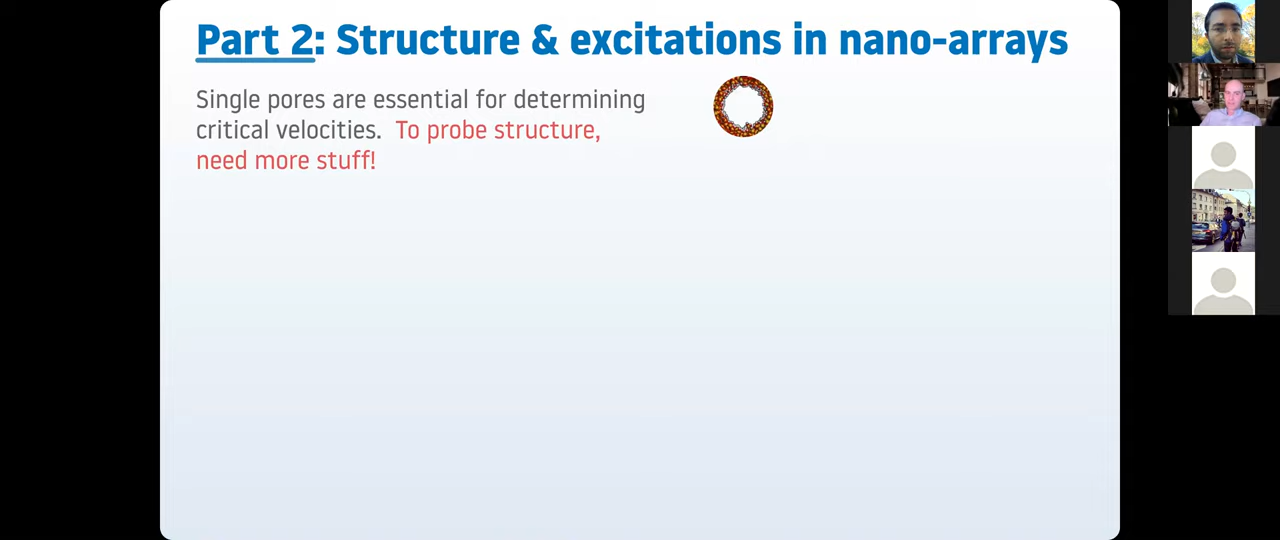 Part 2: Structure & excitations in nano-arrays
Single pores are essential for determining
critical velocities. To probe structure,
need more stuff!